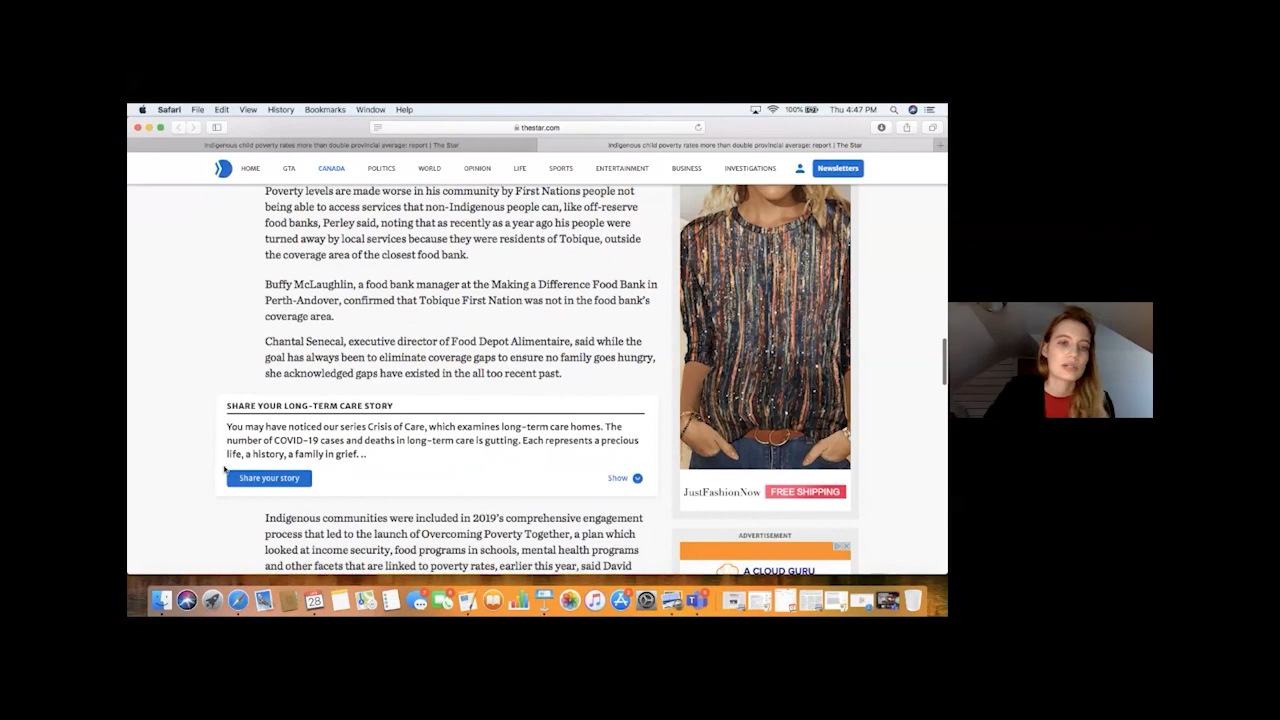 Safari File Edit View History Bookmarks Window Help 100% Thu 4:47 PM
thestar.com
Indigenous child poverty rates more than double provincial average: report | The Star
Indigenous child poverty rates more than double provincial average: report | The Star
HOME GTA CANADA POLITICS WORLD OPINION LIFE SPORTS ENTERTAINMENT BUSINESS INVESTIGATIONS Newsletters
Poverty levels are made worse in his community by First Nations people not
being able to access services that non-Indigenous people can, like off-reserve
food banks, Perley said, noting that as recently as a year ago his people were
turned away by local services because they were residents of Tobique, outside
the coverage area of the closest food bank.
Buffy McLaughlin, a food bank manager at the Making a Difference Food Bank in
Perth-Andover, confirmed that Tobique First Nation was not in the food bank's
coverage area.
Chantal Senecal, executive director of Food Depot Alimentaire, said while the
goal has always been to eliminate coverage gaps to ensure no family goes hungry,
she acknowledged gaps have existed in the all too recent past.
SHARE YOUR LONG-TERM CARE STORY
You may have noticed our series Crisis of Care, which examines long-term care homes. The
number of COVID-19 cases and deaths in long-term care is gutting. Each represents a precious
life, a history, a family in grief. ..
Share your story
Show
Indigenous communities were included in 2019's comprehensive engagement
process that led to the launch of Overcoming Poverty Together, a plan which
looked at income security, food programs in schools, mental health programs
and other facets that are linked to poverty rates, earlier this year, said David
JustFashionNow FREE SHIPPING
ADVERTISEMENT
A CLOUD GURU
28